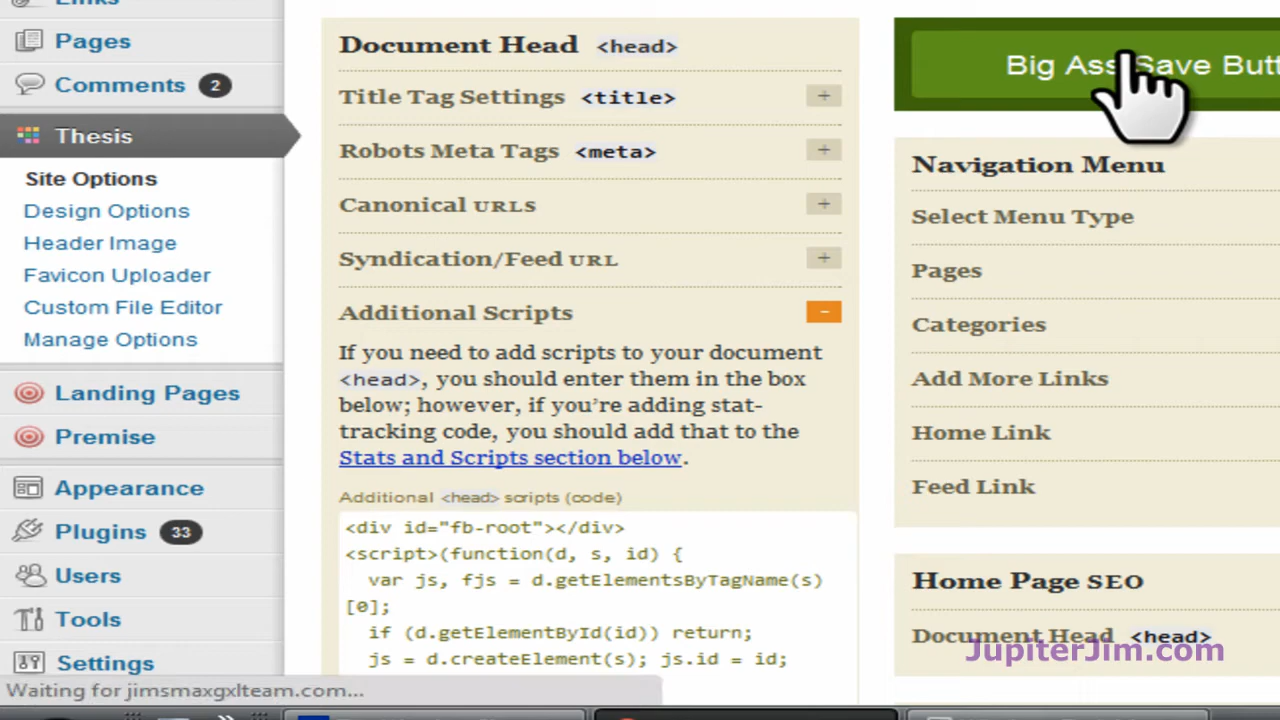 Links
Pages
Comments 2
Thesis
Site Options
Design Options
Header Image
Favicon Uploader
Custom File Editor
Manage Options
Landing Pages
Premise
Appearance
Plugins 33
Users
Tools
Settings
Waiting for jimsmaxgxlteam.com...
Document Head <head>
Title Tag Settings <title> +
Robots Meta Tags <meta> +
Canonical URLs +
Syndication/Feed URL +
Additional Scripts –
If you need to add scripts to your document
<head>, you should enter them in the box
below; however, if you’re adding stat-
tracking code, you should add that to the
Stats and Scripts section below.
Additional <head> scripts (code)
<div id="fb-root"></div>
<script>(function(d, s, id) {
var js, fjs = d.getElementsByTagName(s)
[0];
if (d.getElementById(id)) return;
js = d.createElement(s); js.id = id;
Big Ass Save Butt
Navigation Menu
Select Menu Type
Pages
Categories
Add More Links
Home Link
Feed Link
Home Page SEO
Document Head <head>
JupiterJim.com